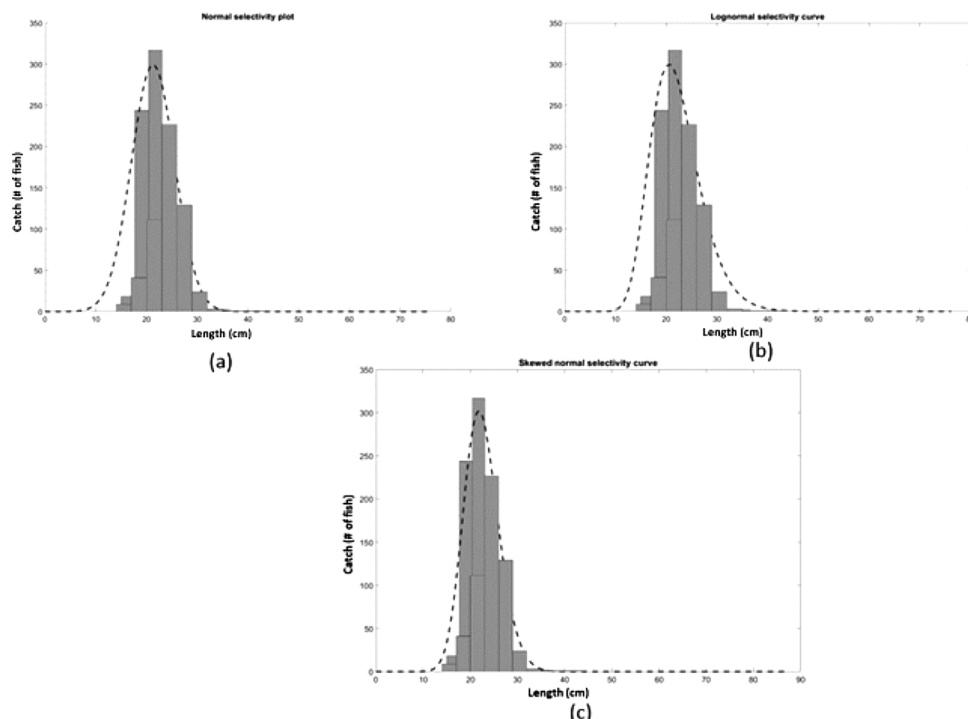 Normal selectivity plot
350
300
250
200
150
100
50
0
Catch (# of fish)
0 10 20 30 40 50 60 70 80
Length (cm)
(a)
Lognormal selectivity curve
350
300
250
200
150
100
50
0
Catch (# of fish)
0 10 20 30 40 50 60 70 80
Length (cm)
(b)
Skewed normal selectivity curve
350
300
250
200
150
100
50
0
Catch (# of fish)
0 10 20 30 40 50 60 70 80 90
Length (cm)
(c)